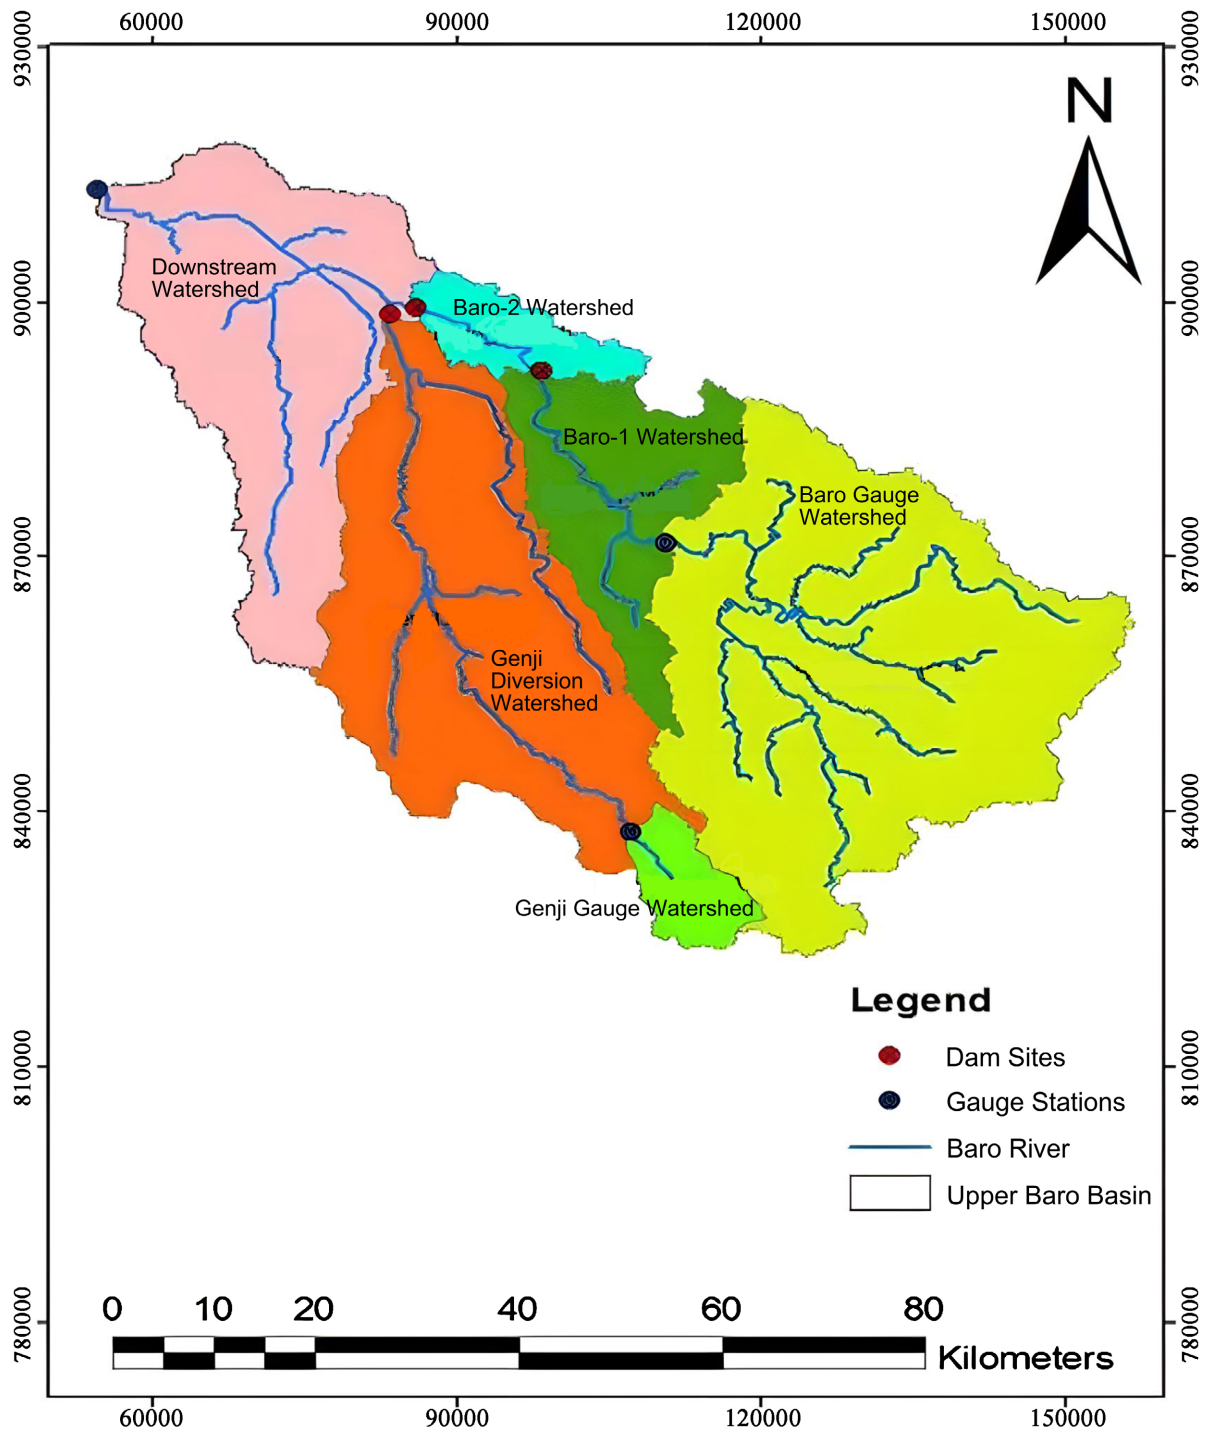 60000
90000
120000
150000
930000
930000
N
Downstream
Watershed
900000
Baro-2 Watershed
900000
Baro-1 Watershed
Baro Gauge
Watershed
870000
870000
Genji
Diversion
Watershed
840000
840000
Genji Gauge Watershed
Legend
Dam Sites
810000
810000
Gauge Stations
Baro River
Upper Baro Basin
780000
780000
0
10
20
40
60
80
Kilometers
60000
90000
120000
150000